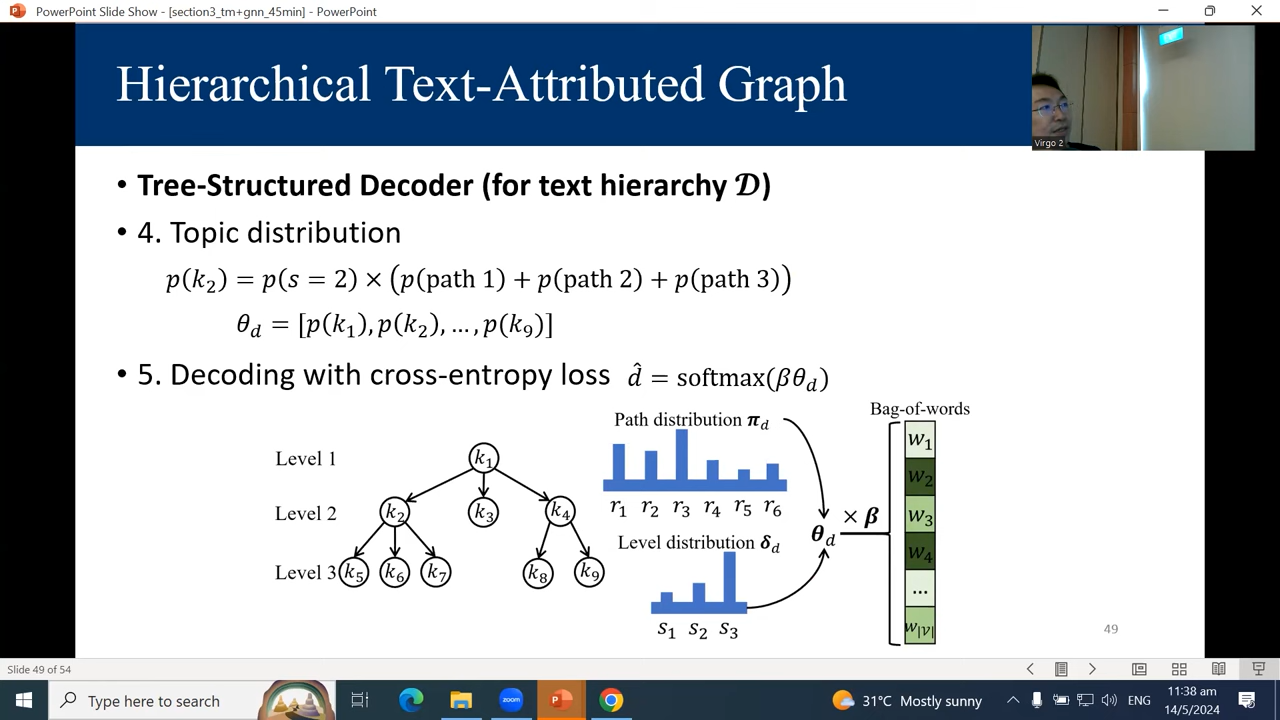 PowerPoint Slide Show - [section3_tm+gnn_45min] - PowerPoint
Hierarchical Text-Attributed Graph
Virgo 2
• Tree-Structured Decoder (for text hierarchy 𝓓)
• 4. Topic distribution
p(k₂) = p(s = 2) × (p(path 1) + p(path 2) + p(path 3))
θ_d = [p(k₁), p(k₂), …, p(k₉)]
• 5. Decoding with cross-entropy loss d̂ = softmax(βθ_d)
Bag-of-words
Path distribution π_d
Level 1
k₁
Level 2
k₂ k₃ k₄
Level 3
k₅ k₆ k₇ k₈ k₉
r₁ r₂ r₃ r₄ r₅ r₆
Level distribution δ_d
s₁ s₂ s₃
θ_d
× β
w₁
w₂
w₃
w₄
...
w_|𝒱|
49
Slide 49 of 54
Type here to search
zoom
31°C Mostly sunny
ENG
11:38 am
14/5/2024